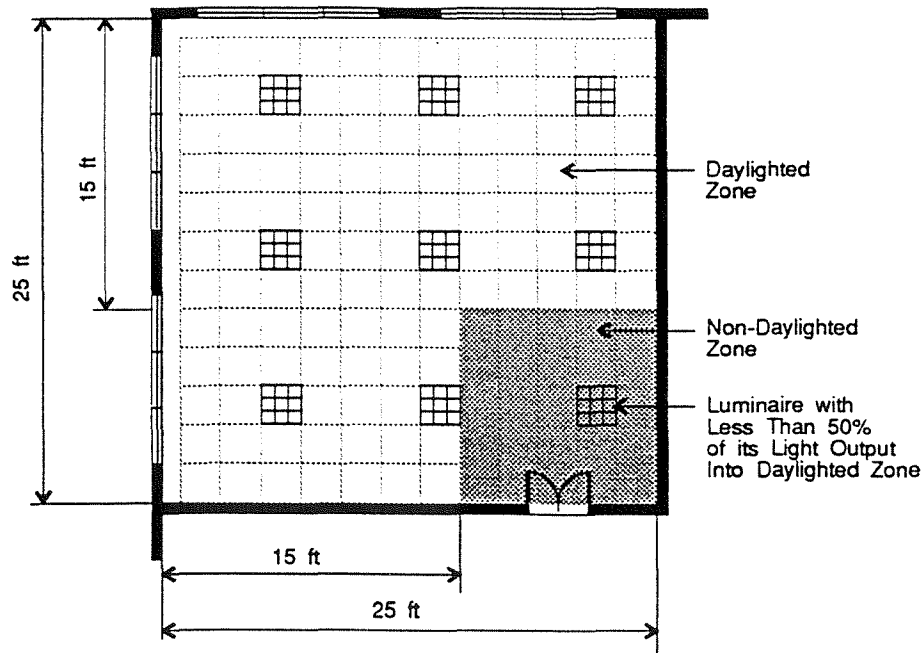 25 ft
15 ft
Daylighted
Zone
Non-Daylighted
Zone
Luminaire with
Less Than 50%
of its Light Output
Into Daylighted Zone
15 ft
25 ft